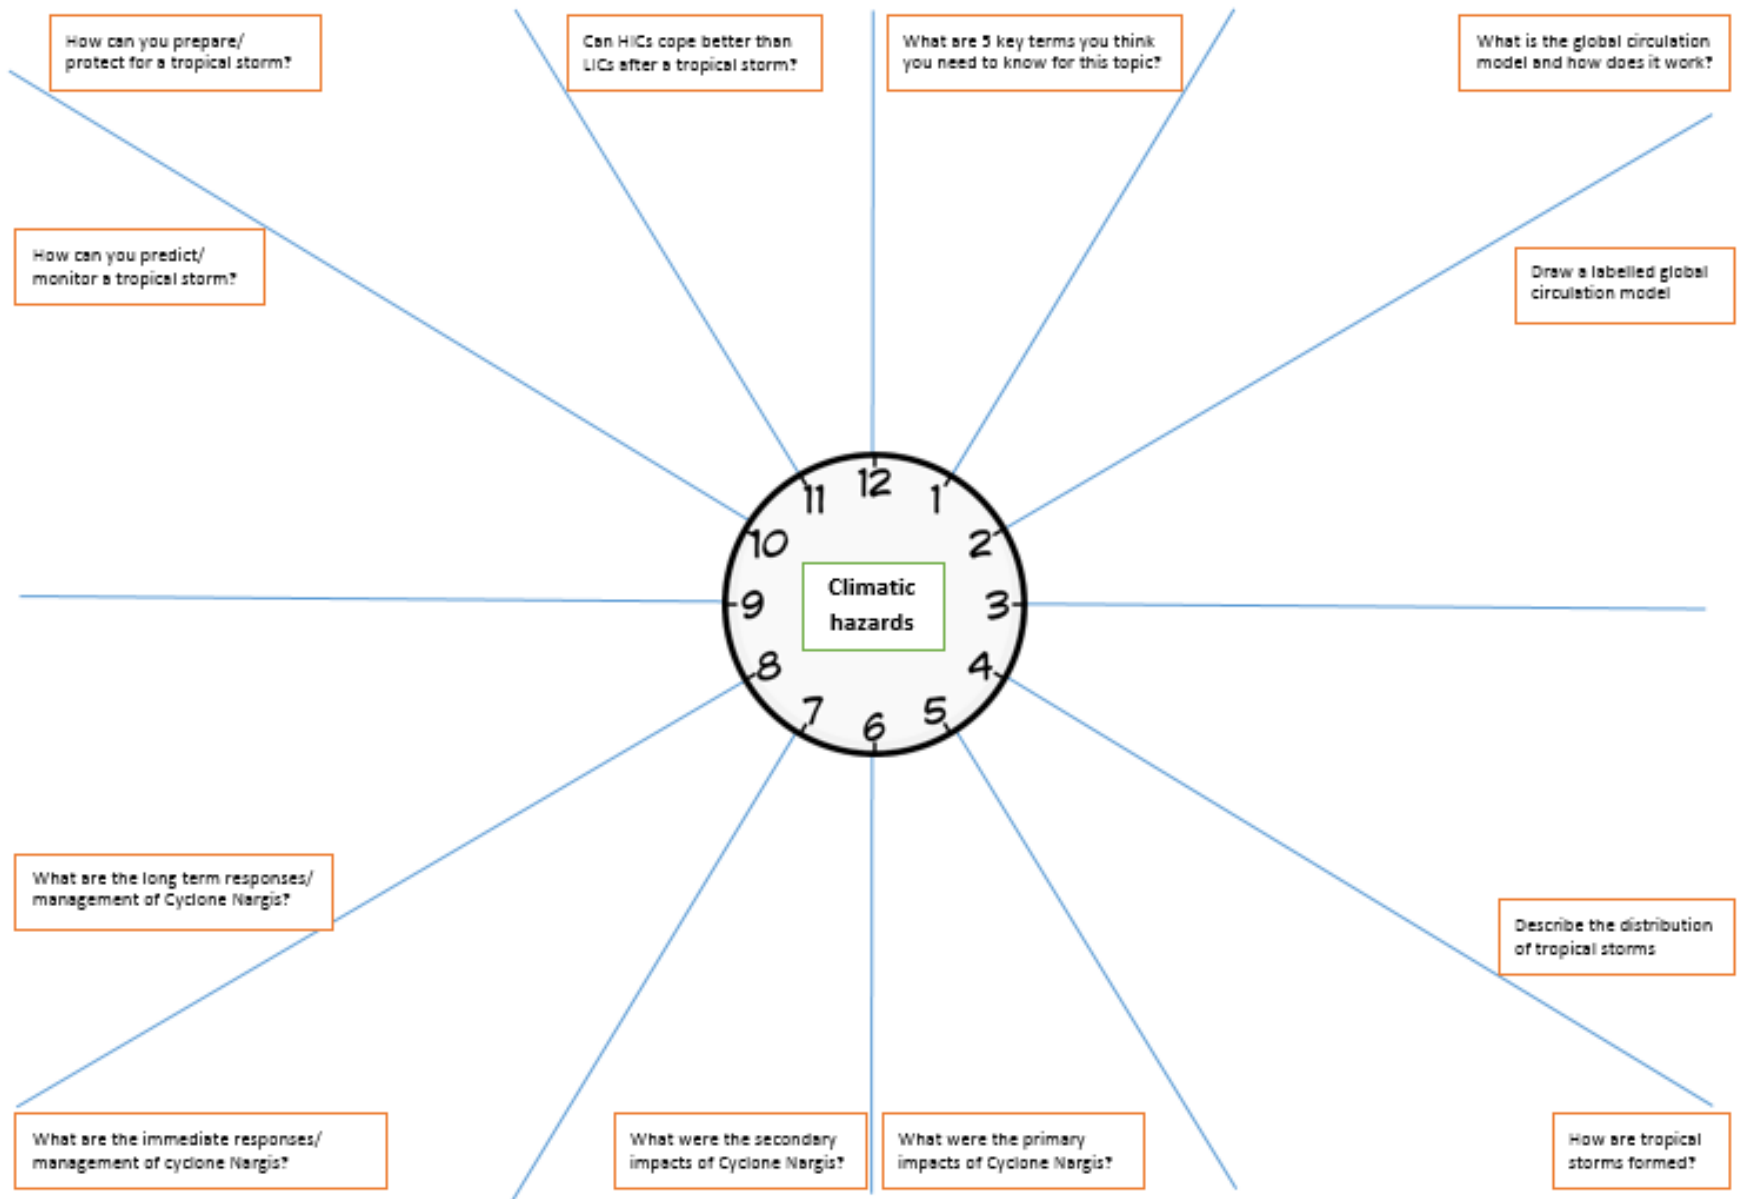 How can you prepare/
protect for a tropical storm?
Can HICs cope better than
LICs after a tropical storm?
What are 5 key terms you think
you need to know for this topic?
What is the global circulation
model and how does it work?
How can you predict/
monitor a tropical storm?
Draw a labelled global
circulation model
12
11
1
10
2
9
3
8
4
7
5
6
Climatic
hazards
What are the long term responses/
management of Cyclone Nargis?
Describe the distribution
of tropical storms
What are the immediate responses/
management of cyclone Nargis?
What were the secondary
impacts of Cyclone Nargis?
What were the primary
impacts of Cyclone Nargis?
How are tropical
storms formed?